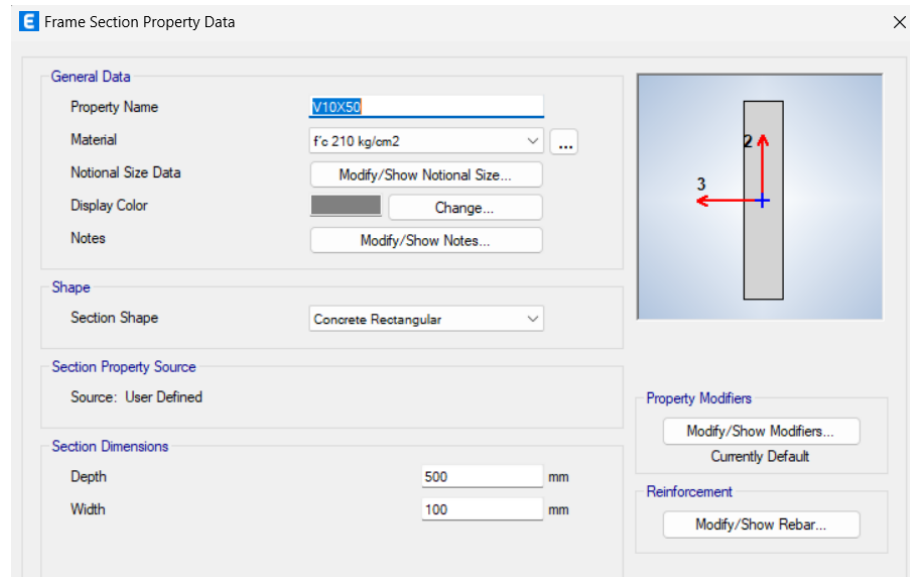 E Frame Section Property Data
General Data
Property Name V10X50
Material f'c 210 kg/cm2 ...
Notional Size Data Modify/Show Notional Size...
Display Color Change...
Notes Modify/Show Notes...
2
3
Shape
Section Shape Concrete Rectangular
Section Property Source
Source: User Defined
Property Modifiers
Modify/Show Modifiers...
Currently Default
Section Dimensions
Depth 500 mm
Width 100 mm
Reinforcement
Modify/Show Rebar...